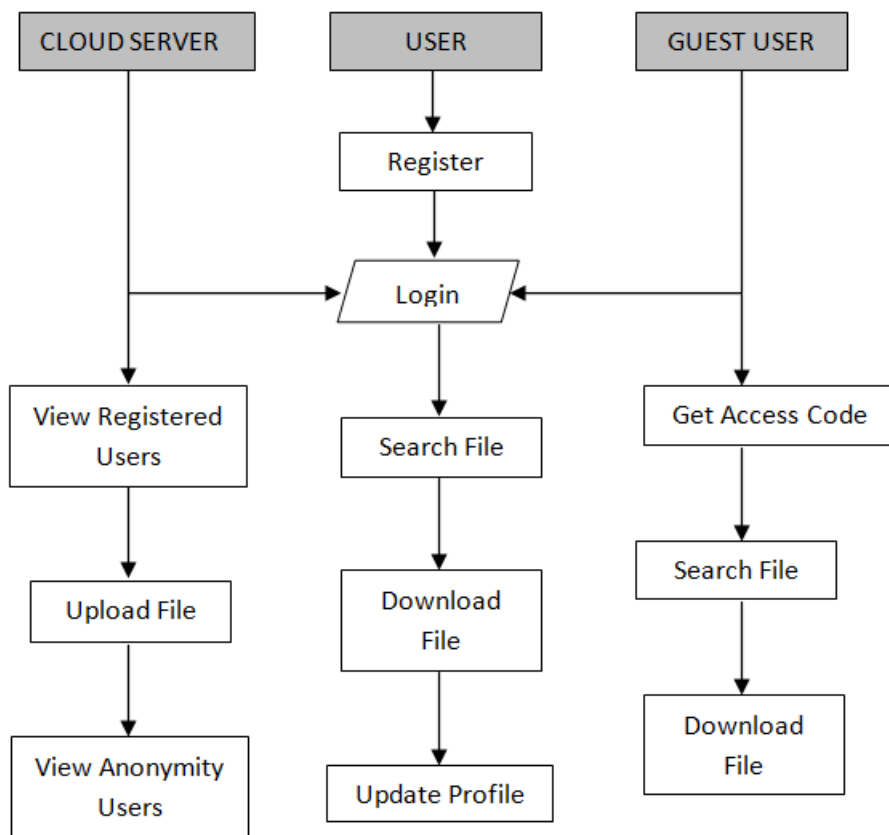 CLOUD SERVER
USER
GUEST USER
Register
Login
View Registered
Users
Search File
Get Access Code
Upload File
Download
File
Search File
View Anonymity
Users
Update Profile
Download
File